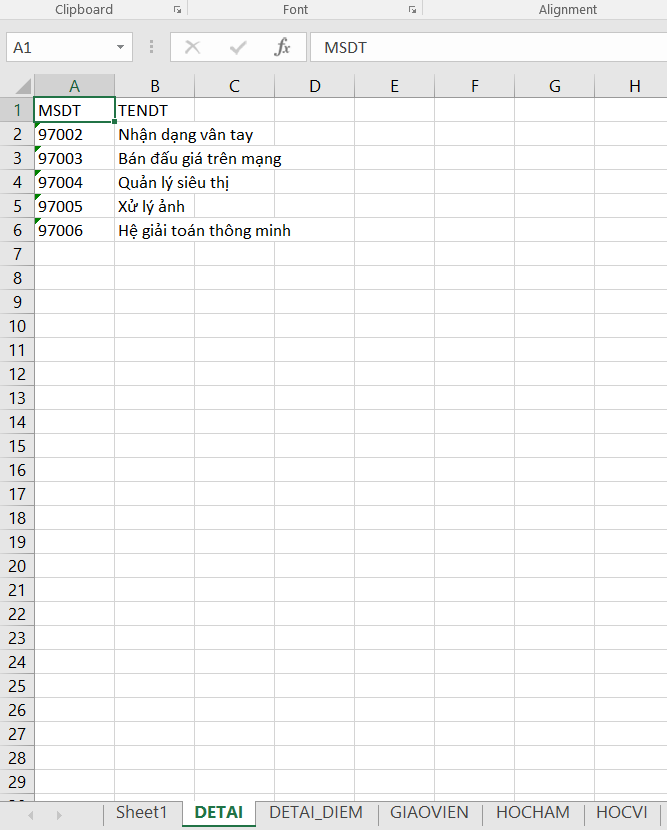 Clipboard Font Alignment
A1 fx MSDT
A B C D E F G H
1 MSDT TENDT
2 97002 Nhận dạng vân tay
3 97003 Bán đấu giá trên mạng
4 97004 Quản lý siêu thị
5 97005 Xử lý ảnh
6 97006 Hệ giải toán thông minh
7
8
9
10
11
12
13
14
15
16
17
18
19
20
21
22
23
24
25
26
27
28
29
Sheet1 DETAI DETAI_DIEM GIAOVIEN HOCHAM HOCVI